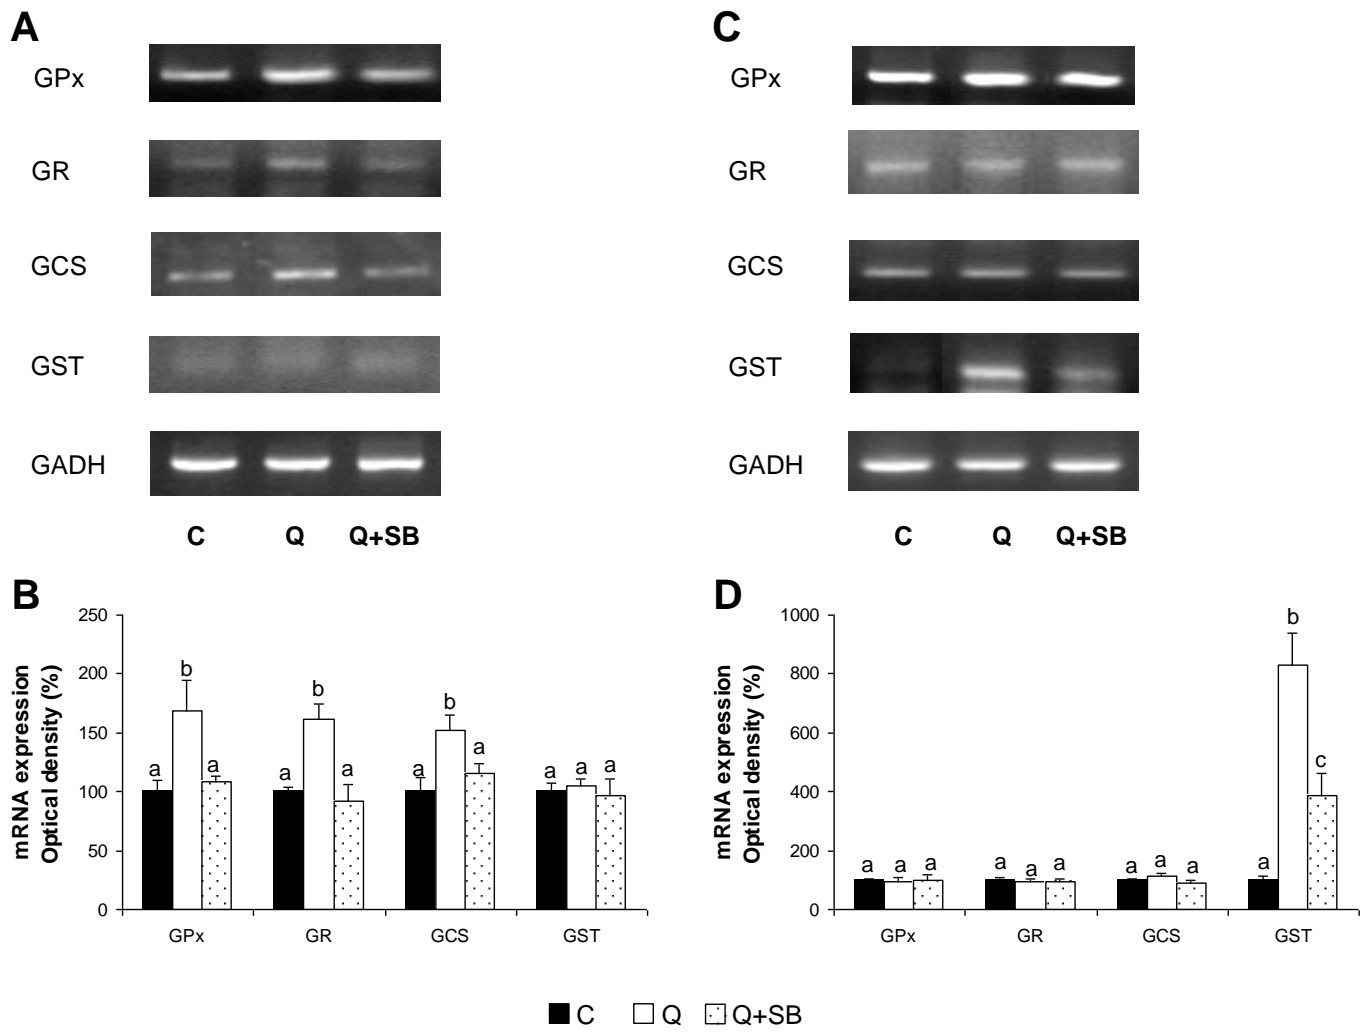 A
GPx
GR
GCS
GST
GADH
C Q Q+SB
C
GPx
GR
GCS
GST
GADH
C Q Q+SB
B
mRNA expression
Optical density (%)
250
200
150
100
50
0
a b a
a b a
a b a
a a a
GPx GR GCS GST
D
mRNA expression
Optical density (%)
1000
800
600
400
200
0
a a a
a a a
a a a
a b c
GPx GR GCS GST
C Q Q+SB